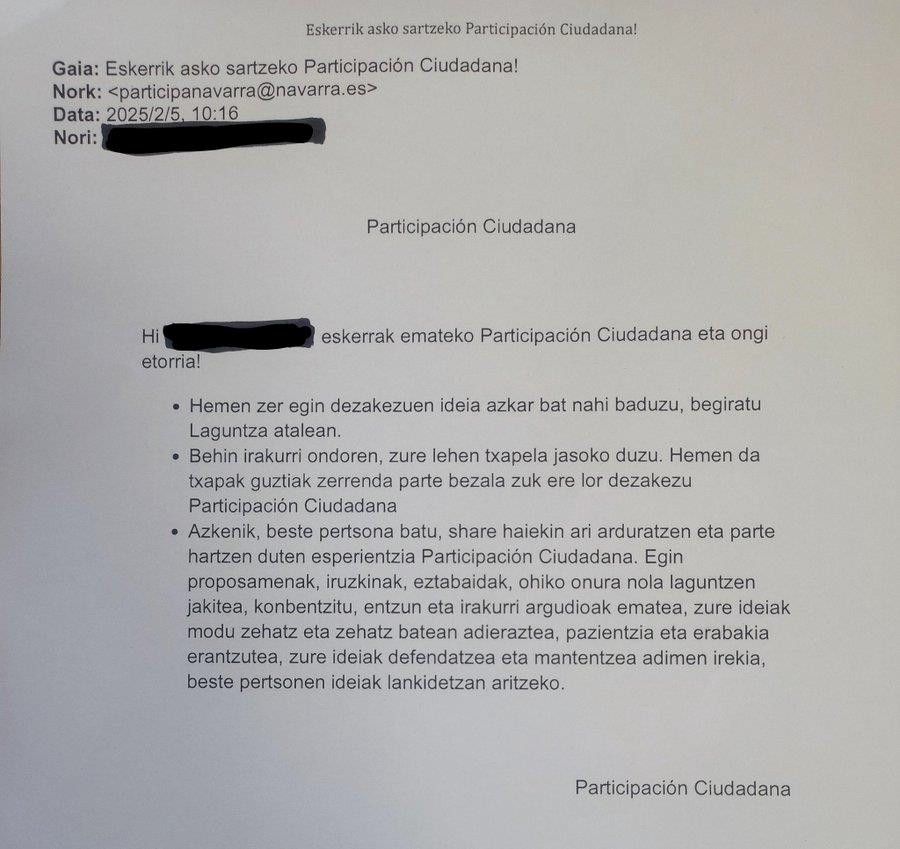 Eskerrik asko sartzeko Participación Ciudadana!
Gaia: Eskerrik asko sartzeko Participación Ciudadana!
Nork: <participanavarra@navarra.es>
Data: 2025/2/5, 10:16
Nori:
Participación Ciudadana
Hi eskerrak emateko Participación Ciudadana eta ongi
etorria!
• Hemen zer egin dezakezuen ideia azkar bat nahi baduzu, begiratu
Laguntza atalean.
• Behin irakurri ondoren, zure lehen txapela jasoko duzu. Hemen da
txapak guztiak zerrenda parte bezala zuk ere lor dezakezu
Participación Ciudadana
• Azkenik, beste pertsona batu, share haiekin ari arduratzen eta parte
hartzen duten esperientzia Participación Ciudadana. Egin
proposamenak, iruzkinak, eztabaidak, ohiko onura nola laguntzen
jakitea, konbentzitu, entzun eta irakurri argudioak ematea, zure ideiak
modu zehatz eta zehatz batean adieraztea, pazientzia eta erabakia
erantzutea, zure ideiak defendatzea eta mantentzea adimen irekia,
beste pertsonen ideiak lankidetzan aritzeko.
Participación Ciudadana